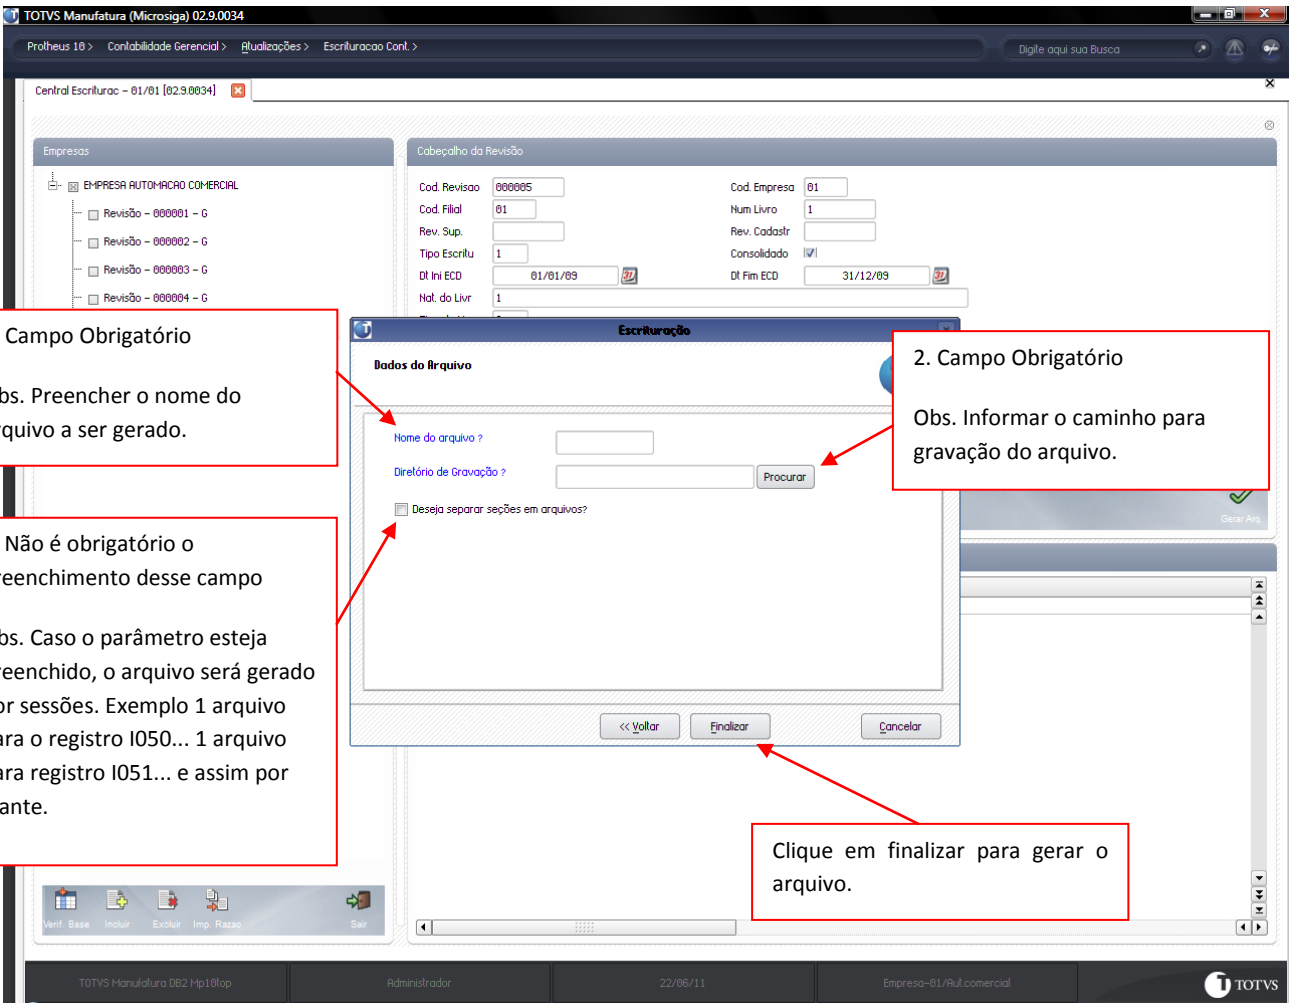 TOTVS Manufatura (Microsiga) 02.9.0034
Protheus 10 > Contabilidade Gerencial > Atualizações > Escrituracao Cont. >
Digite aqui sua Busca
Central Escriturac - 01/01 [02.9.0034]
Empresas
EMPRESA AUTOMACAO COMERCIAL
Revisão - 000001 - G
Revisão - 000002 - G
Revisão - 000003 - G
Revisão - 000004 - G
Cabeçalho da Revisão
Cod. Revisao 000005
Cod. Empresa 01
Cod. Filial 01
Num Livro 1
Rev. Sup.
Rev. Cadastr
Tipo Escritu 1
Consolidado
Dt Ini ECD 01/01/09
Dt Fim ECD 31/12/09
Nat. do Livr 1
Campo Obrigatório
bs. Preencher o nome do
rquivo a ser gerado.
Escrituração
Dados do Arquivo
Nome do arquivo ?
Diretório de Gravação ?
Procurar
Deseja separar seções em arquivos?
<< Voltar
Finalizar
Cancelar
2. Campo Obrigatório
Obs. Informar o caminho para
gravação do arquivo.
Gerar Arq.
Não é obrigatório o
reenchimento desse campo
bs. Caso o parâmetro esteja
reenchido, o arquivo será gerado
or sessões. Exemplo 1 arquivo
ara o registro I050... 1 arquivo
ara registro I051... e assim por
ante.
Clique em finalizar para gerar o
arquivo.
Verif. Base
Incluir
Excluir
Imp. Razao
Sair
TOTVS Manufatura DB2 Mp10top
Administrador
22/06/11
Empresa-01/Aut.comercial
TOTVS